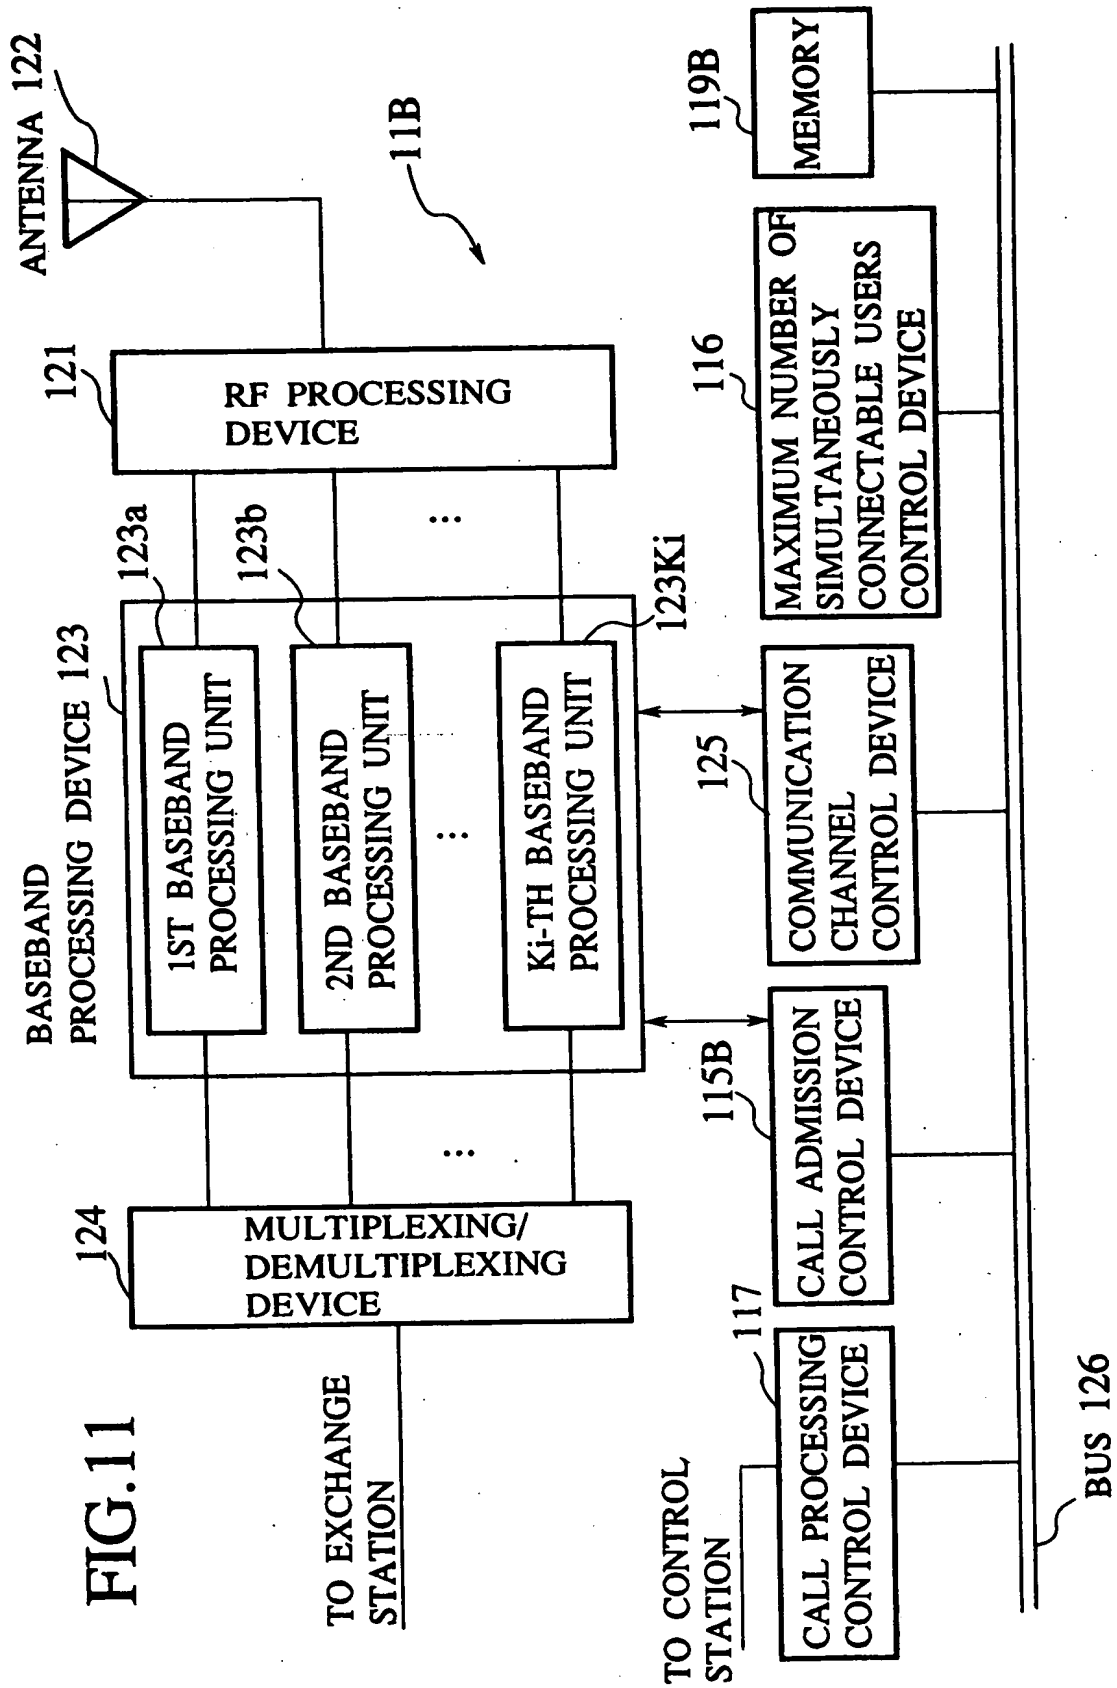 FIG.11
ANTENNA 122
11B
121
RF PROCESSING
DEVICE
BASEBAND
PROCESSING DEVICE 123
123a
123b
123Ki
1ST BASEBAND
PROCESSING UNIT
2ND BASEBAND
PROCESSING UNIT
...
Ki-TH BASEBAND
PROCESSING UNIT
...
...
124
MULTIPLEXING/
DEMULTIPLEXING
DEVICE
TO EXCHANGE
STATION
TO CONTROL
STATION
117
CALL PROCESSING
CONTROL DEVICE
115B
CALL ADMISSION
CONTROL DEVICE
125
COMMUNICATION
CHANNEL
CONTROL DEVICE
116
MAXIMUM NUMBER OF
SIMULTANEOUSLY
CONNECTABLE USERS
CONTROL DEVICE
119B
MEMORY
BUS 126